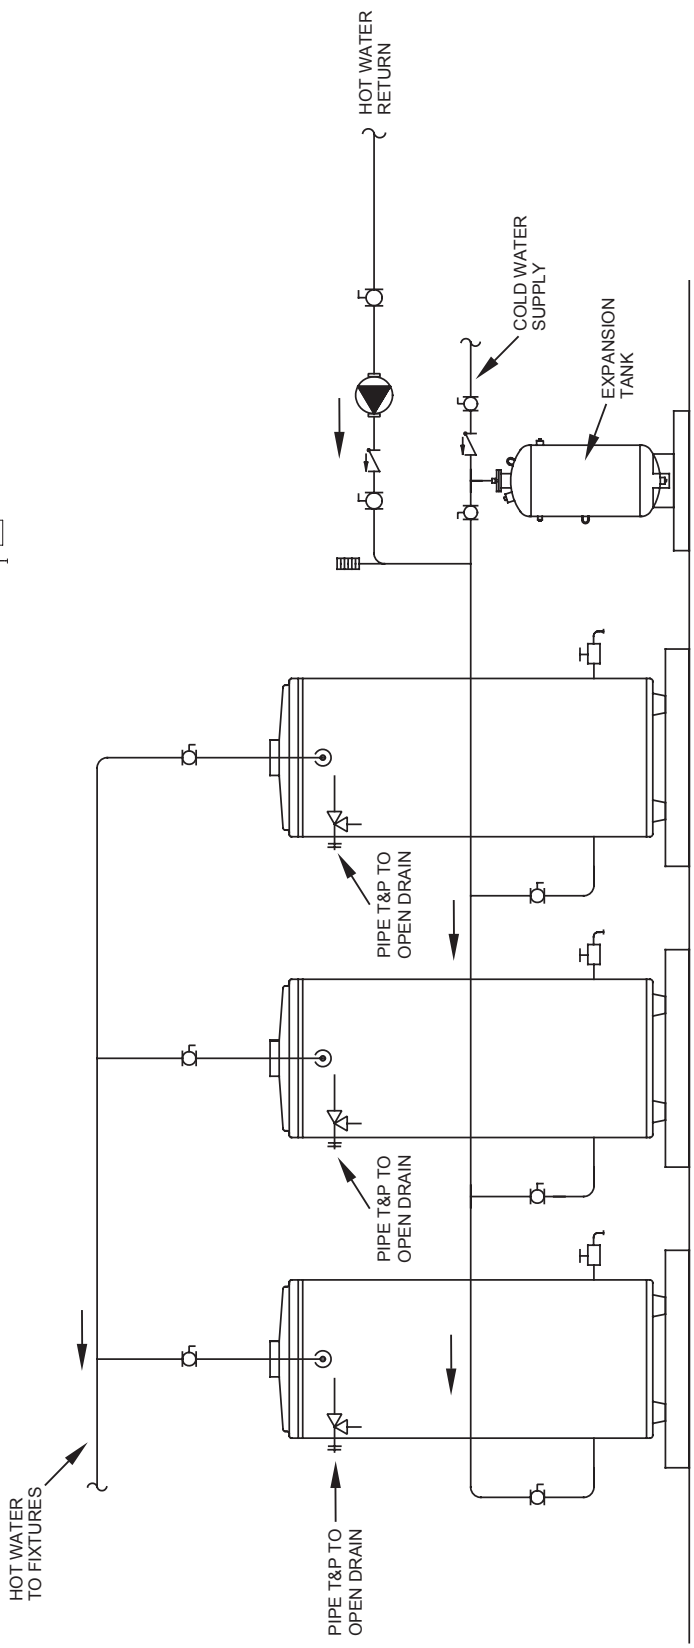 HOT WATER
TO FIXTURES
PIPE T&P TO
OPEN DRAIN
PIPE T&P TO
OPEN DRAIN
PIPE T&P TO
OPEN DRAIN
HOT WATER
RETURN
COLD WATER
SUPPLY
EXPANSION
TANK